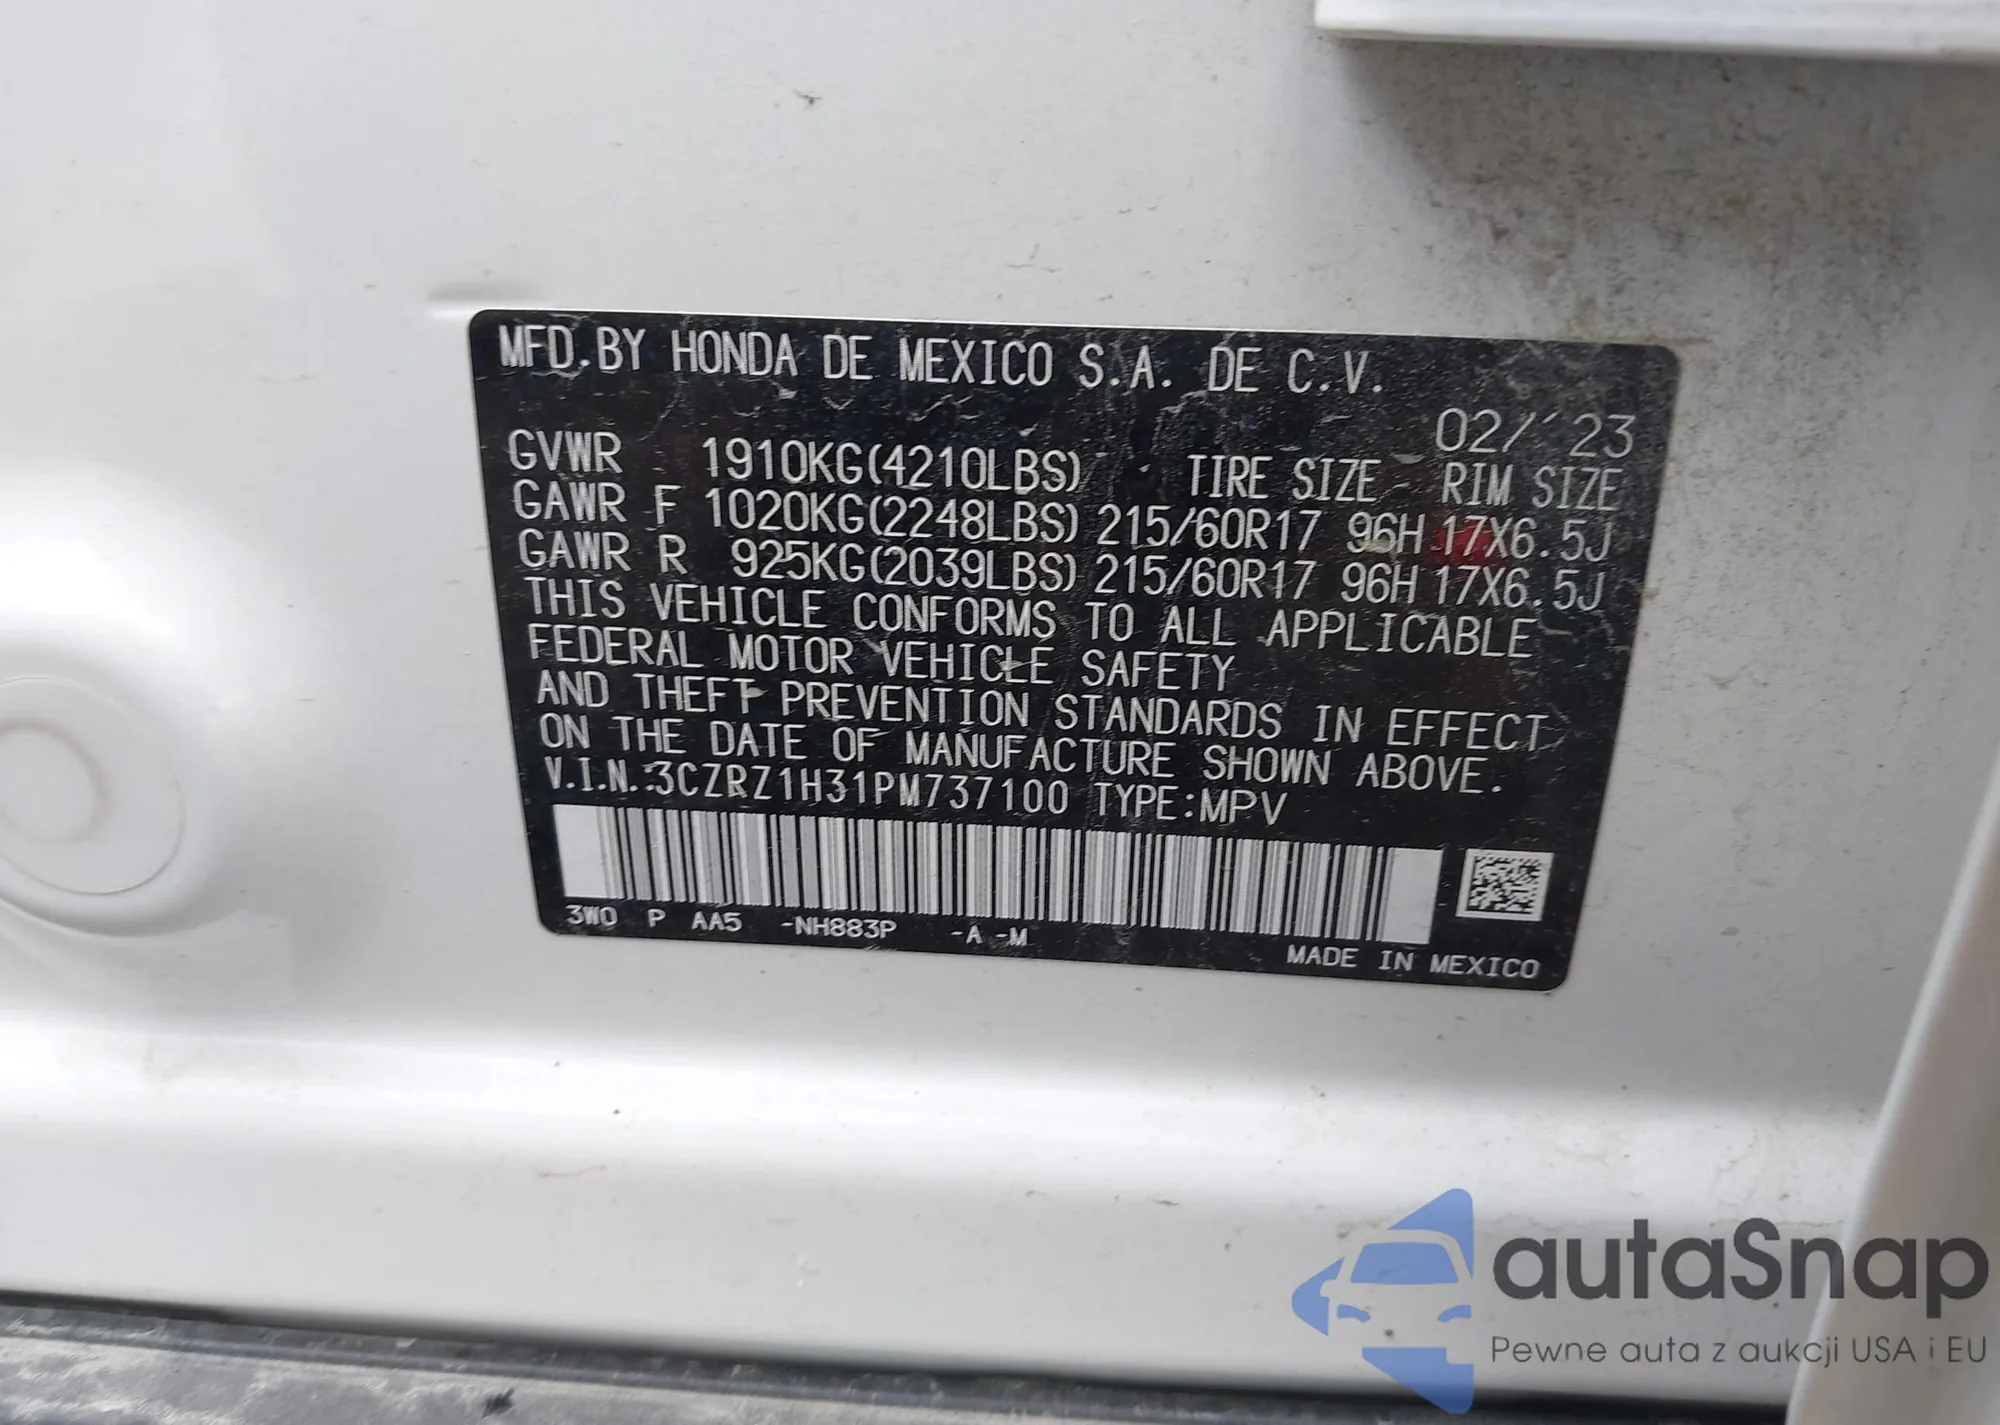 MFD.BY HONDA DE MEXICO S.A. DE C.V.
02/'23
GVWR 1910KG(4210LBS) TIRE SIZE RIM SIZE
GAWR F 1020KG(2248LBS) 215/60R17 96H 17X6.5J
GAWR R 925KG(2039LBS) 215/60R17 96H 17X6.5J
THIS VEHICLE CONFORMS TO ALL APPLICABLE
FEDERAL MOTOR VEHICLE SAFETY
AND THEFT PREVENTION STANDARDS IN EFFECT
ON THE DATE OF MANUFACTURE SHOWN ABOVE.
V.I.N.:3CZRZ1H31PM737100 TYPE:MPV
3W0 P AA5 -NH883P -A -M
MADE IN MEXICO
autaSnap
Pewne auta z aukcji USA i EU